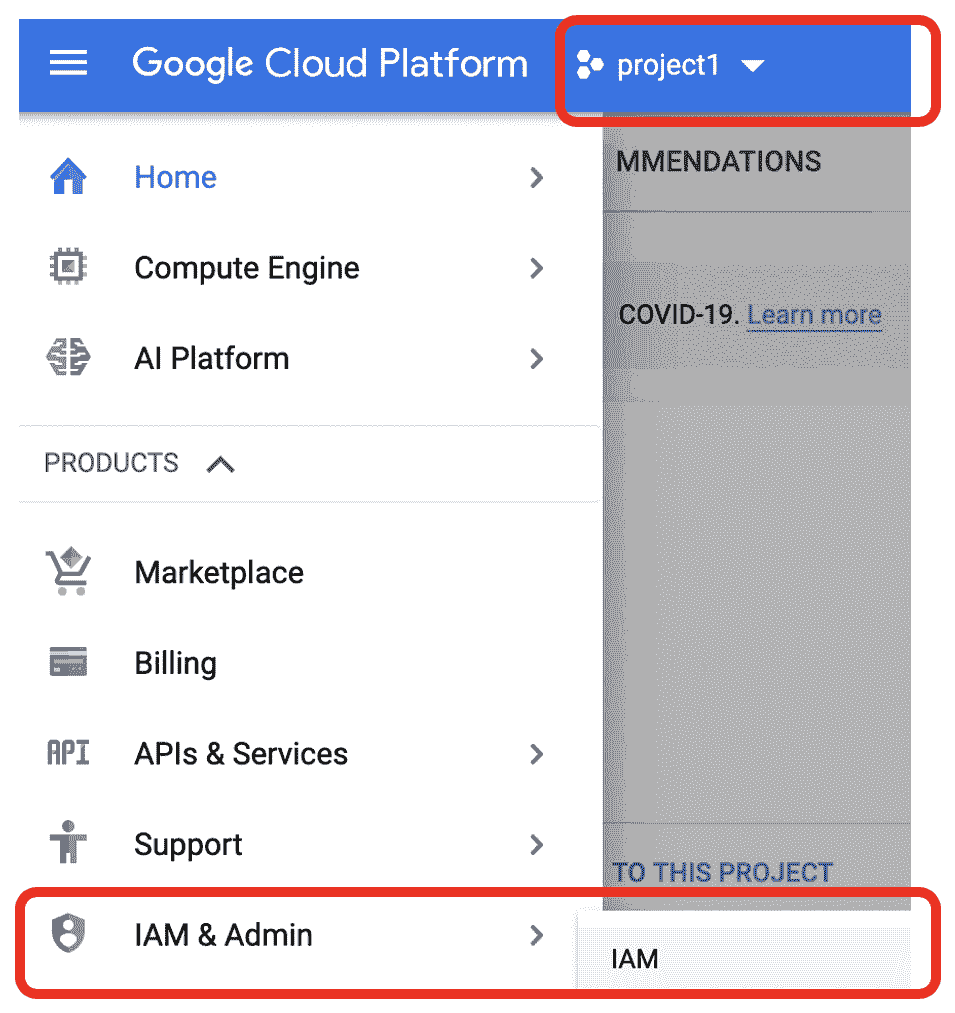 Google Cloud Platform project1
MMENDATIONS
Home
Compute Engine
COVID-19. Learn more
AI Platform
PRODUCTS
Marketplace
Billing
API APIs & Services
Support
TO THIS PROJECT
IAM & Admin
IAM